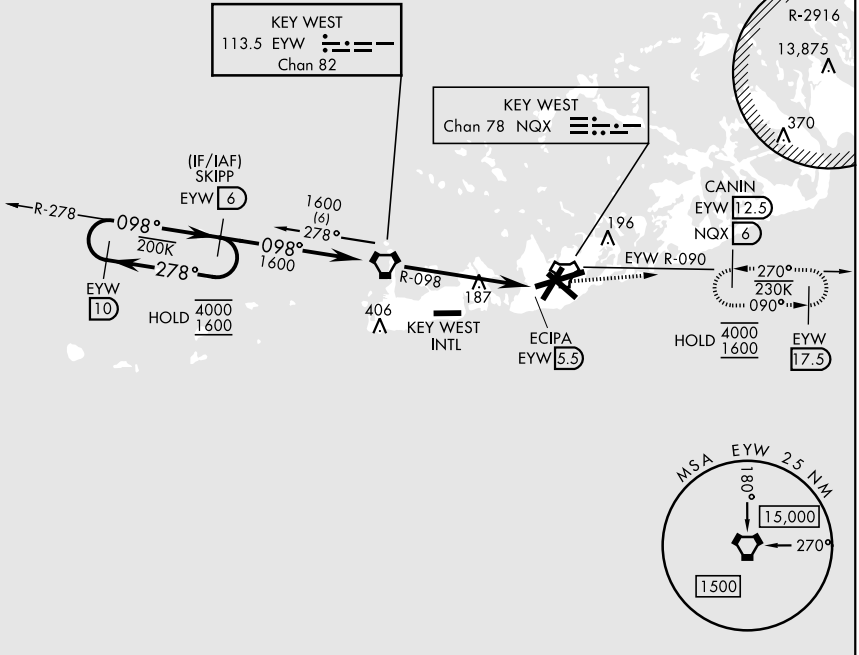 KEY WEST
113.5 EYW
Chan 82
R-2916
13,875
370
KEY WEST
Chan 78 NQX
(IF/IAF)
SKIPP
EYW 6
R-278
098°
200K
278°
EYW
10
HOLD 4000
1600
1600
(6)
278°
098°
1600
R-098
187
406
KEY WEST
INTL
ECIPA
EYW 5.5
196
EYW R-090
CANIN
EYW 12.5
NQX 6
270°
230K
090°
HOLD 4000
1600
EYW
17.5
MSA EYW 25 NM
180°
15,000
270°
1500